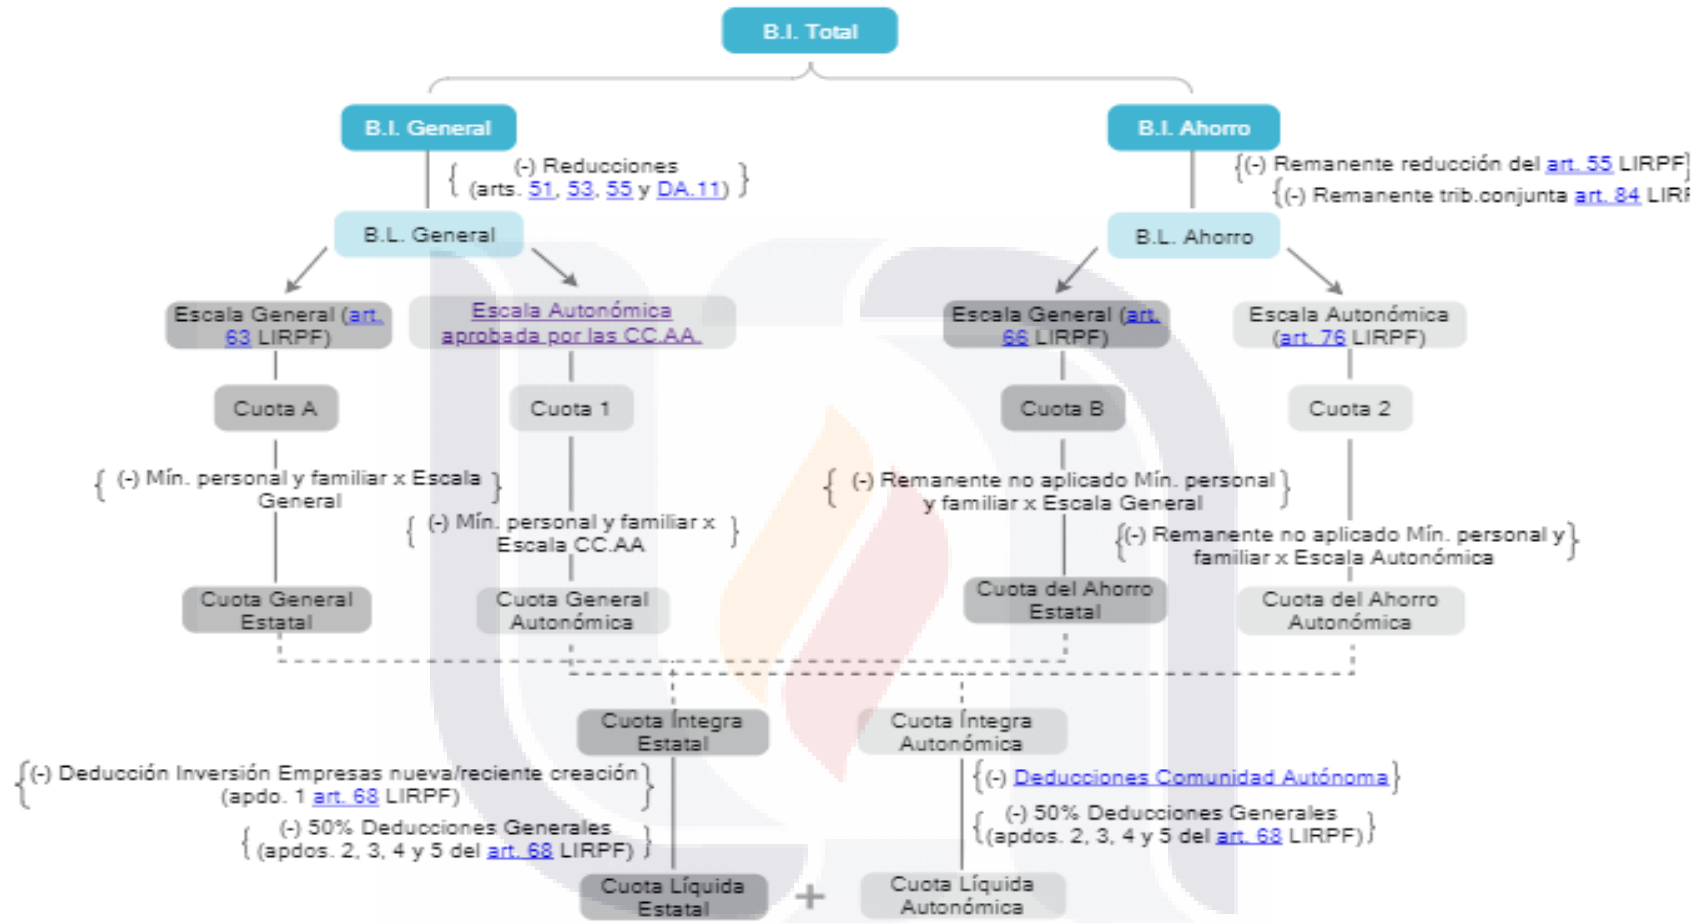 B.I. Total
B.I. General
B.I. Ahorro
(-) Reducciones
(arts. 51, 53, 55 y DA.11)
(-) Remanente reducción del art. 55 LIRPF
(-) Remanente trib.conjunta art. 84 LIRP
B.L. General
B.L. Ahorro
Escala General (art.
63 LIRPF)
Escala Autonómica
aprobada por las CC.AA.
Escala General (art.
66 LIRPF)
Escala Autonómica
(art. 76 LIRPF)
Cuota A
Cuota 1
Cuota B
Cuota 2
(-) Mín. personal y familiar x Escala
General
(-) Mín. personal y familiar x
Escala CC.AA
(-) Remanente no aplicado Mín. personal
y familiar x Escala General
(-) Remanente no aplicado Mín. personal y
familiar x Escala Autonómica
Cuota General
Estatal
Cuota General
Autonómica
Cuota del Ahorro
Estatal
Cuota del Ahorro
Autonómica
Cuota Íntegra
Estatal
Cuota Íntegra
Autonómica
(-) Deducción Inversión Empresas nueva/reciente creación
(apdo. 1 art. 68 LIRPF)
(-) 50% Deducciones Generales
(apdos. 2, 3, 4 y 5 del art. 68 LIRPF)
(-) Deducciones Comunidad Autónoma
(-) 50% Deducciones Generales
(apdos. 2, 3, 4 y 5 del art. 68 LIRPF)
Cuota Líquida
Estatal
+
Cuota Líquida
Autonómica